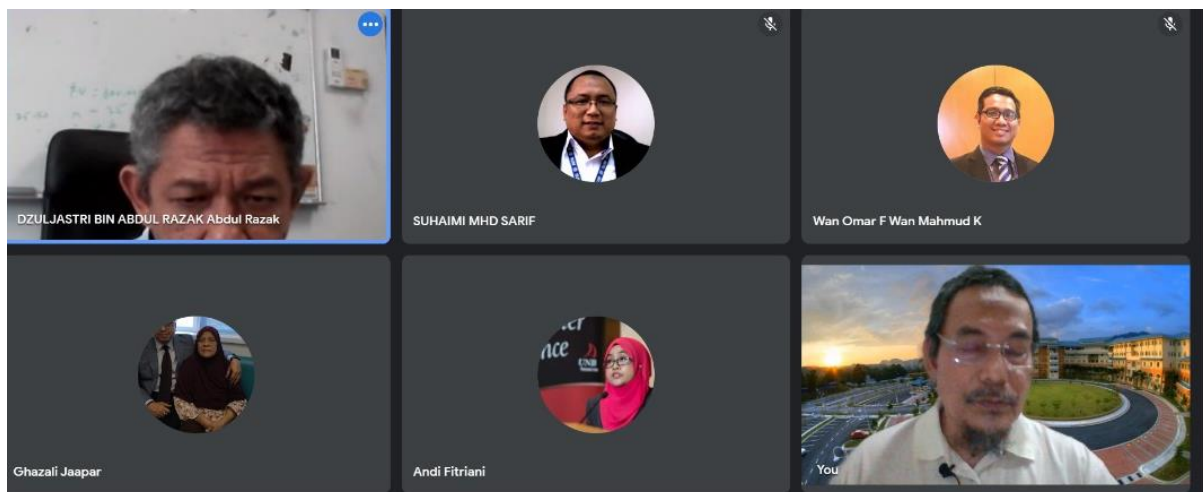 DZULJASTRI BIN ABDUL RAZAK Abdul Razak
SUHAIMI MHD SARIF
Wan Omar F Wan Mahmud K
Ghazali Jaapar
Andi Fitriani
You